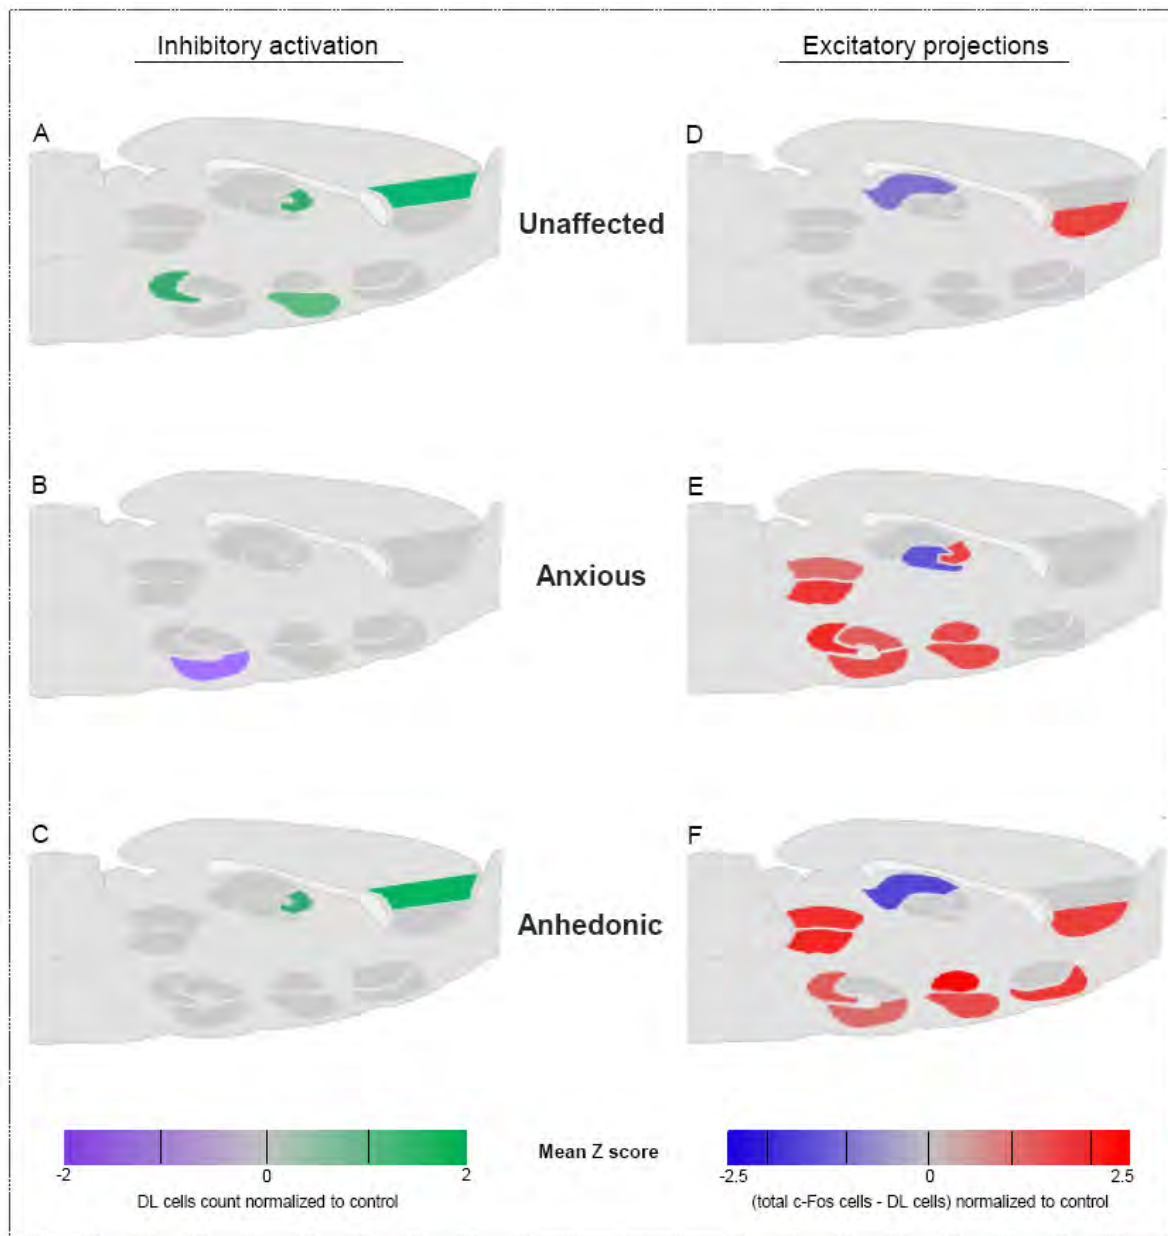 Inhibitory activation
Excitatory projections
A
D
Unaffected
B
E
Anxious
C
F
Anhedonic
Mean Z score
-2
0
2
-2.5
0
2.5
DL cells count normalized to control
(total c-Fos cells - DL cells) normalized to control